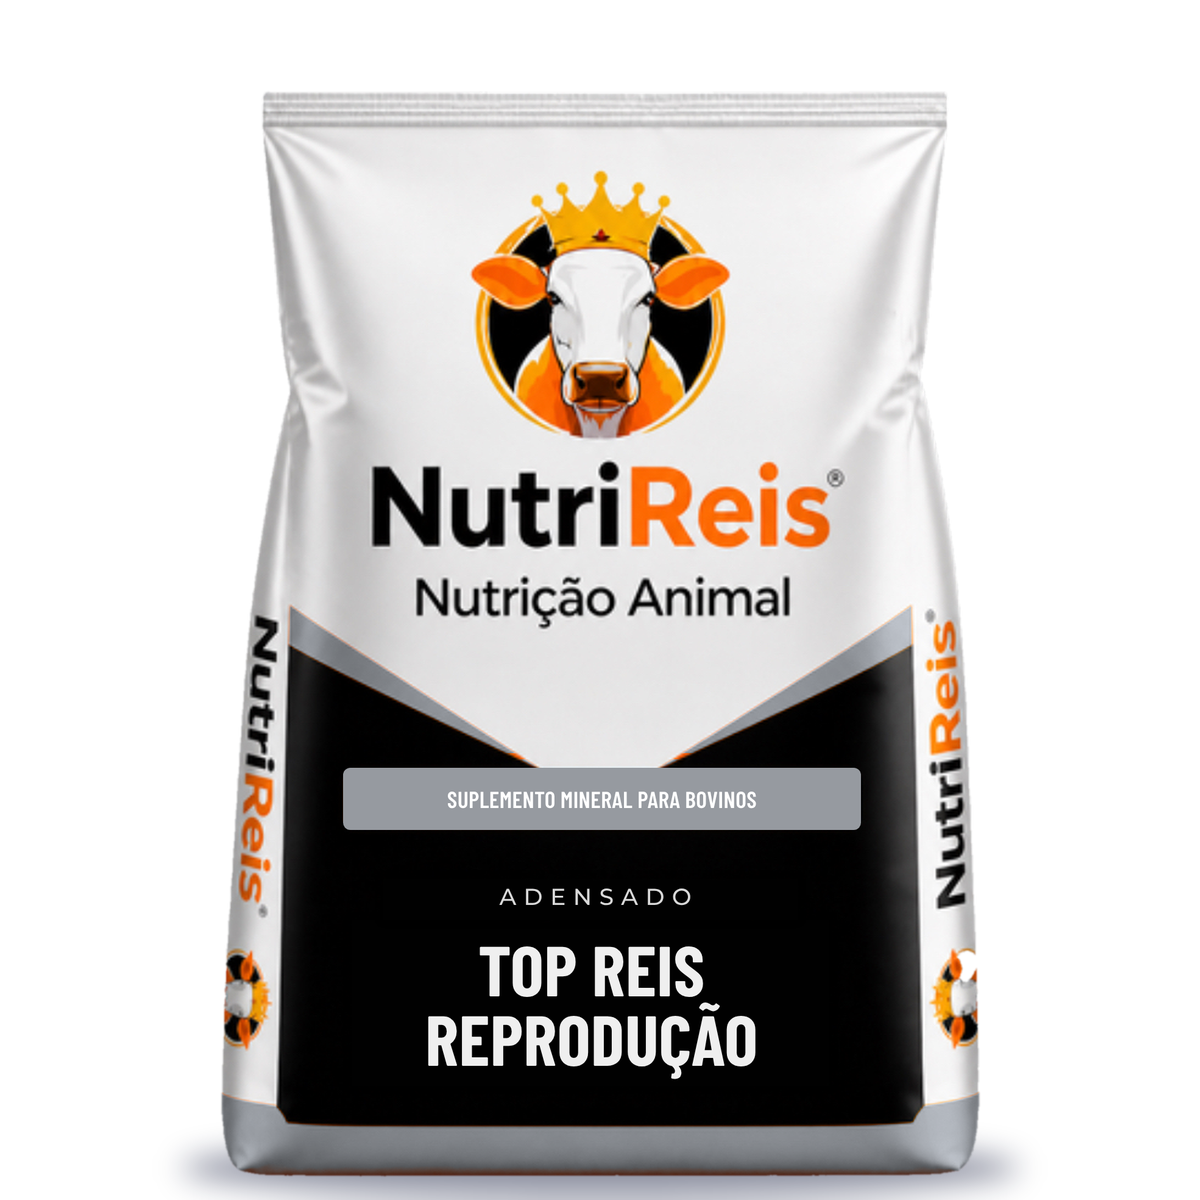 NutriReis®
Nutrição Animal
NutriReis®
NutriReis®
SUPLEMENTO MINERAL PARA BOVINOS
ADENSADO
TOP REIS
REPRODUÇÃO